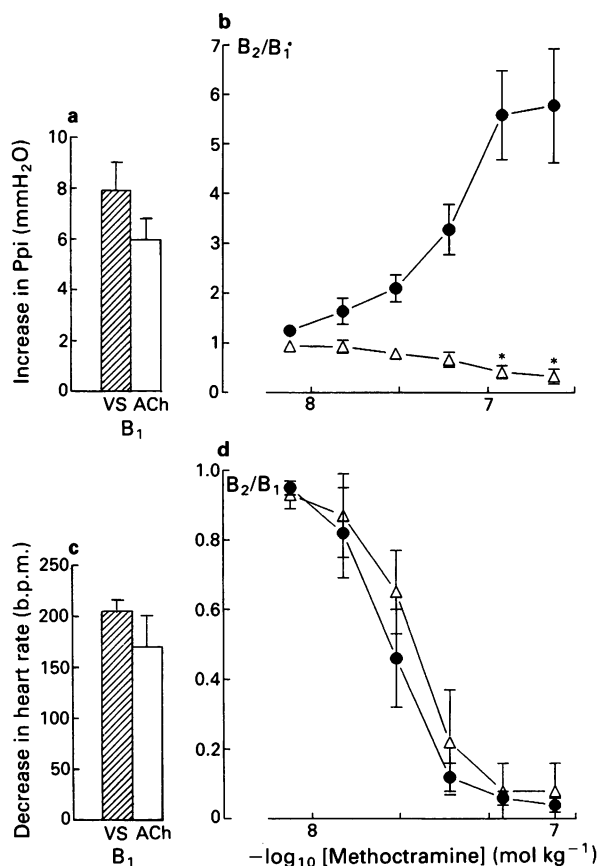 a
Increase in Ppi (mmH₂O)
10
8
6
4
2
0
VS ACh
B₁
b
B₂/B₁•
7
6
5
4
3
2
1
0
*
*
8
7
c
Decrease in heart rate (b.p.m.)
250
200
150
100
50
0
VS ACh
B₁
d
B₂/B₁
1.0
0.8
0.6
0.4
0.2
0
8
7
−log₁₀ [Methoctramine] (mol kg⁻¹)